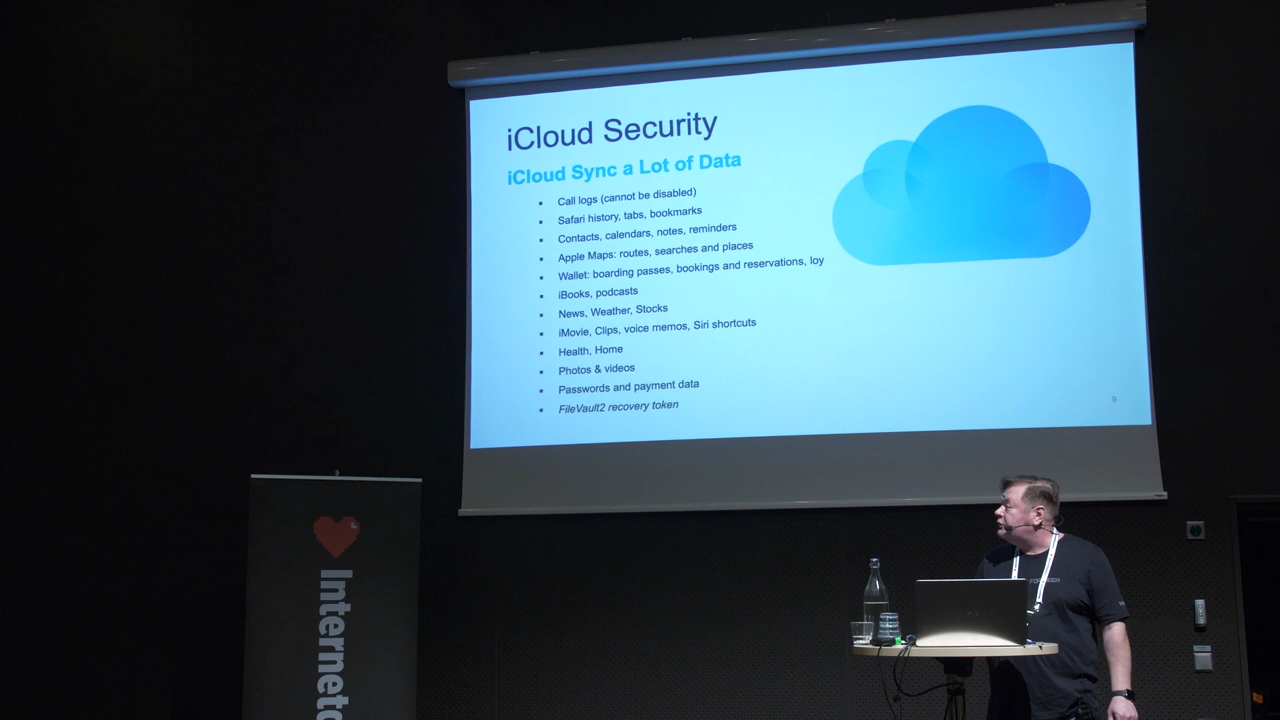 iCloud Security
iCloud Sync a Lot of Data
Call logs (cannot be disabled)
Safari history, tabs, bookmarks
Contacts, calendars, notes, reminders
Apple Maps: routes, searches and places
Wallet: boarding passes, bookings and reservations, loy
iBooks, podcasts
News, Weather, Stocks
iMovie, Clips, voice memos, Siri shortcuts
Health, Home
Photos & videos
Passwords and payment data
FileVault2 recovery token
9